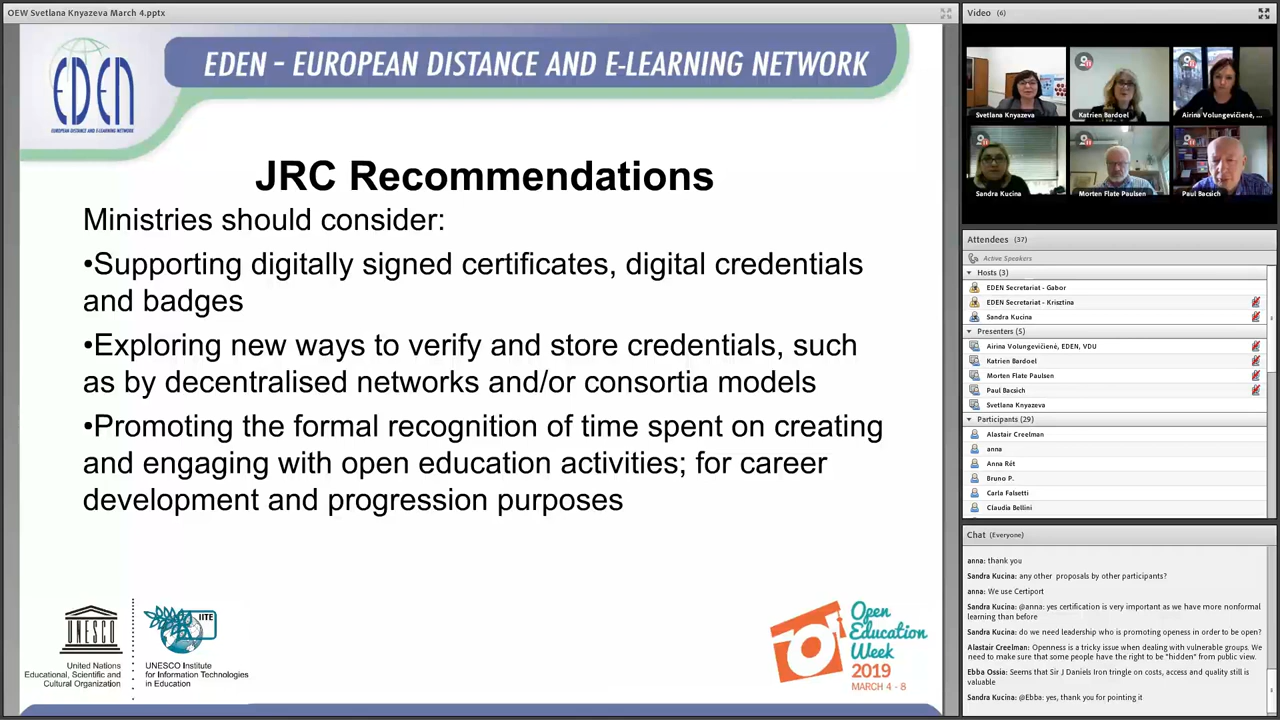 OEW Svetlana Knyazeva March 4.pptx
EDEN
EUROPEAN DISTANCE AND E-LEARNING NETWORK
EDEN – EUROPEAN DISTANCE AND E-LEARNING NETWORK
JRC Recommendations
Ministries should consider:
•Supporting digitally signed certificates, digital credentials
and badges
•Exploring new ways to verify and store credentials, such
as by decentralised networks and/or consortia models
•Promoting the formal recognition of time spent on creating
and engaging with open education activities; for career
development and progression purposes
UNESCO
United Nations
Educational, Scientific and
Cultural Organization
IITE
UNESCO Institute
for Information Technologies
in Education
Open
Education
Week
2019
MARCH 4 - 8
Video (6)
Svetlana Knyazeva
Katrien Bardoel
Airina Volungevičienė, ...
Sandra Kucina
Morten Flate Paulsen
Paul Bacsich
Attendees (37)
Active Speakers
Hosts (3)
EDEN Secretariat - Gabor
EDEN Secretariat - Krisztina
Sandra Kucina
Presenters (5)
Airina Volungevičienė, EDEN, VDU
Katrien Bardoel
Morten Flate Paulsen
Paul Bacsich
Svetlana Knyazeva
Participants (29)
Alastair Creelman
anna
Anna Rét
Bruno P.
Carla Falsetti
Claudia Bellini
Chat (Everyone)
anna: thank you
Sandra Kucina: any other proposals by other participants?
anna: We use Certiport
Sandra Kucina: @anna: yes certification is very important as we have more nonformal
learning than before
Sandra Kucina: do we need leadership who is promoting openess in order to be open?
Alastair Creelman: Openness is a tricky issue when dealing with vulnerable groups. We
need to make sure that some people have the right to be "hidden" from public view.
Ebba Ossia: Seems that Sir J Daniels Iron tringle on costs, access and quality still is
valuable
Sandra Kucina: @Ebba: yes, thank you for pointing it